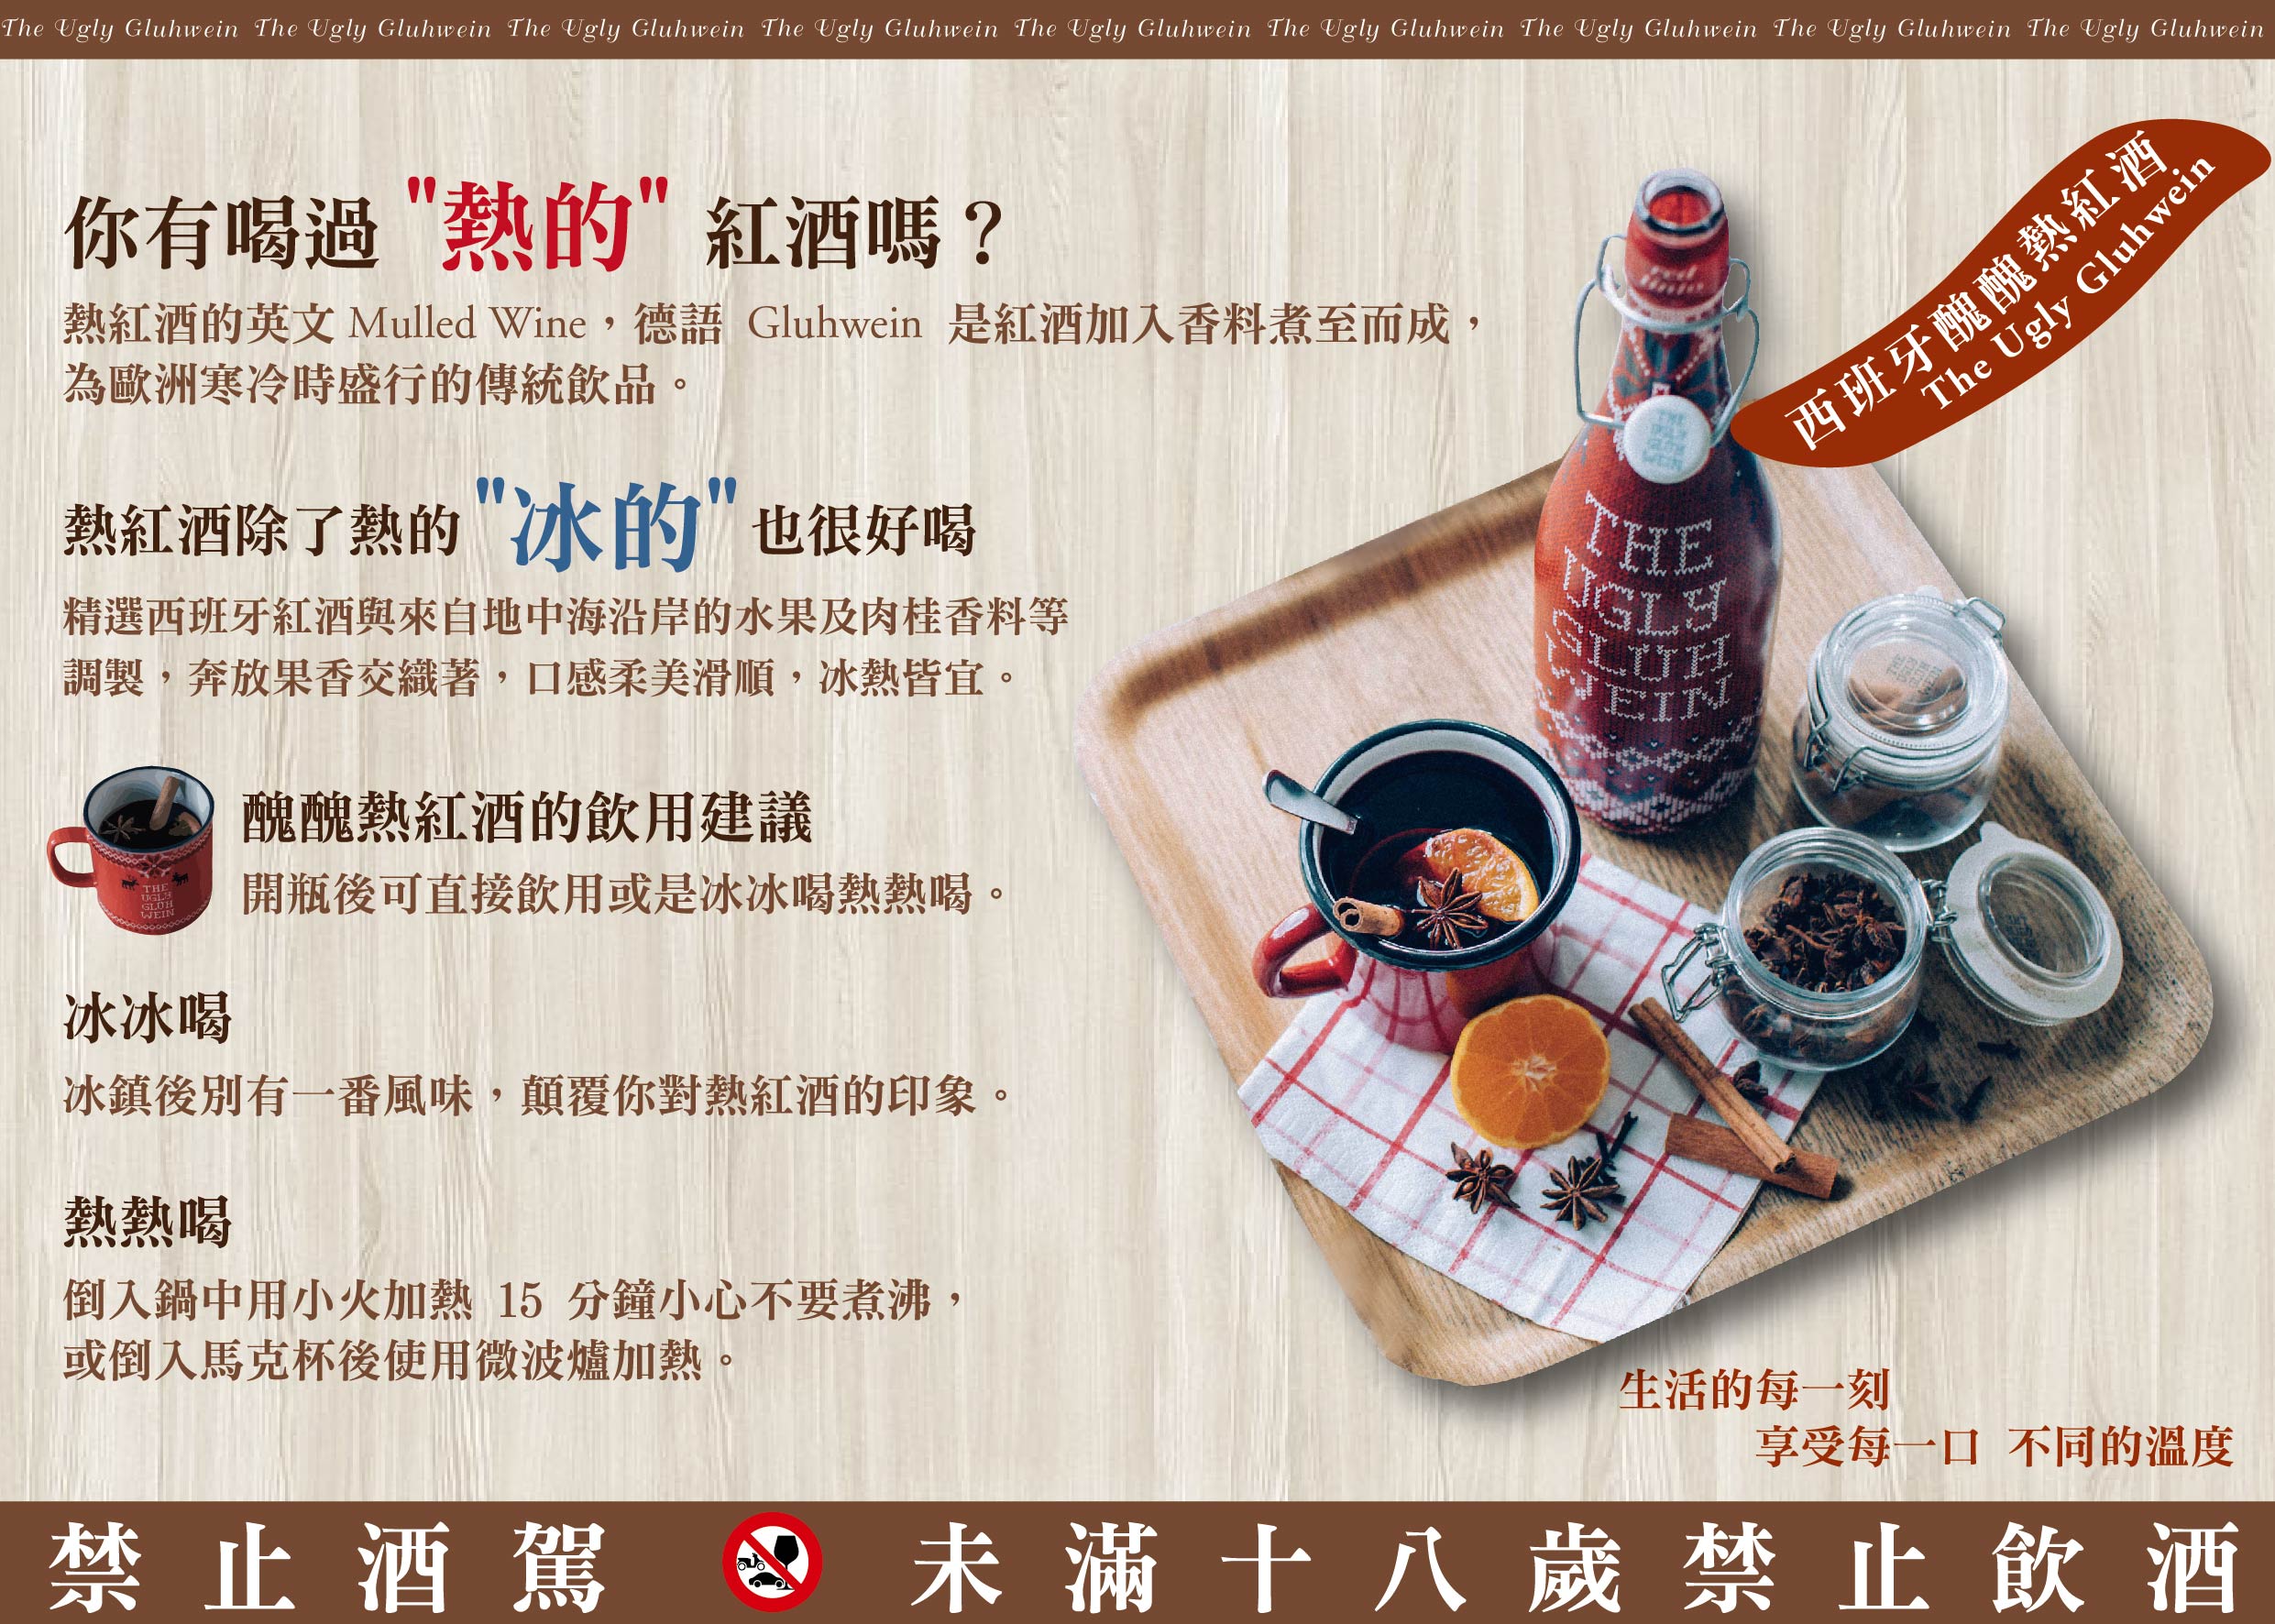 The Ugly Gluhwein The Ugly Gluhwein The Ugly Gluhwein The Ugly Gluhwein The Ugly Gluhwein The Ugly Gluhwein The Ugly Gluhwein The Ugly Gluhwein The Ugly Gluhwein
你有喝過 "熱的" 紅酒嗎？
熱紅酒的英文 Mulled Wine，德語 Gluhwein 是紅酒加入香料煮至而成，
為歐洲寒冷時盛行的傳統飲品。
熱紅酒除了熱的 "冰的" 也很好喝
精選西班牙紅酒與來自地中海沿岸的水果及肉桂香料等
調製，奔放果香交織著，口感柔美滑順，冰熱皆宜。
THE
UGLY
GLUH
WEIN
醜醜熱紅酒的飲用建議
開瓶後可直接飲用或是冰冰喝熱熱喝。
冰冰喝
冰鎮後別有一番風味，顛覆你對熱紅酒的印象。
熱熱喝
倒入鍋中用小火加熱 15 分鐘小心不要煮沸，
或倒入馬克杯後使用微波爐加熱。
西班牙醜醜熱紅酒
The Ugly Gluhwein
THE
UGLY
GLUH
WEIN
生活的每一刻
享受每一口 不同的溫度
禁止酒駕 未滿十八歲禁止飲酒